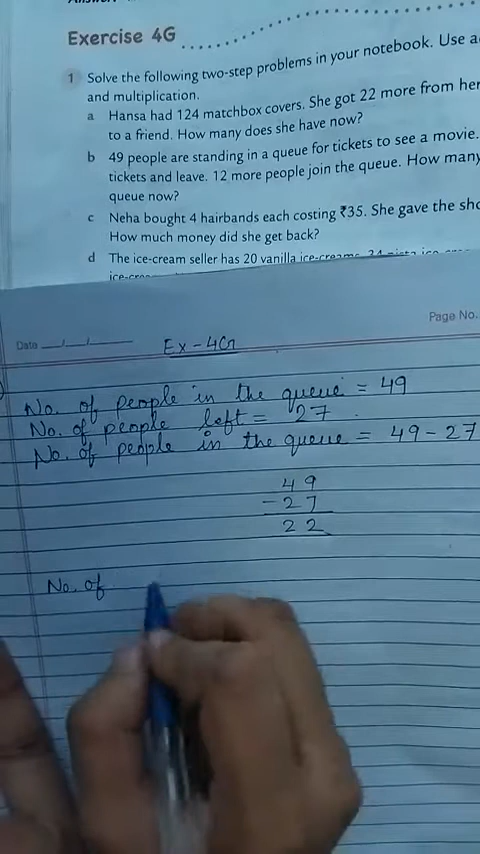 Exercise 4G
1 Solve the following two-step problems in your notebook. Use
and multiplication.
a Hansa had 124 matchbox covers. She got 22 more from her
to a friend. How many does she have now?
b 49 people are standing in a queue for tickets to see a movie.
tickets and leave. 12 more people join the queue. How many
queue now?
c Neha bought 4 hairbands each costing ₹35. She gave the
How much money did she get back?
d The ice-cream seller has 20 vanilla ice-creams,
Page No.
Date __/__/__ Ex - 4G
No. of people in the queue = 49
No. of people left = 27
No. of people in the queue = 49 - 27
49
- 27
22
No. of